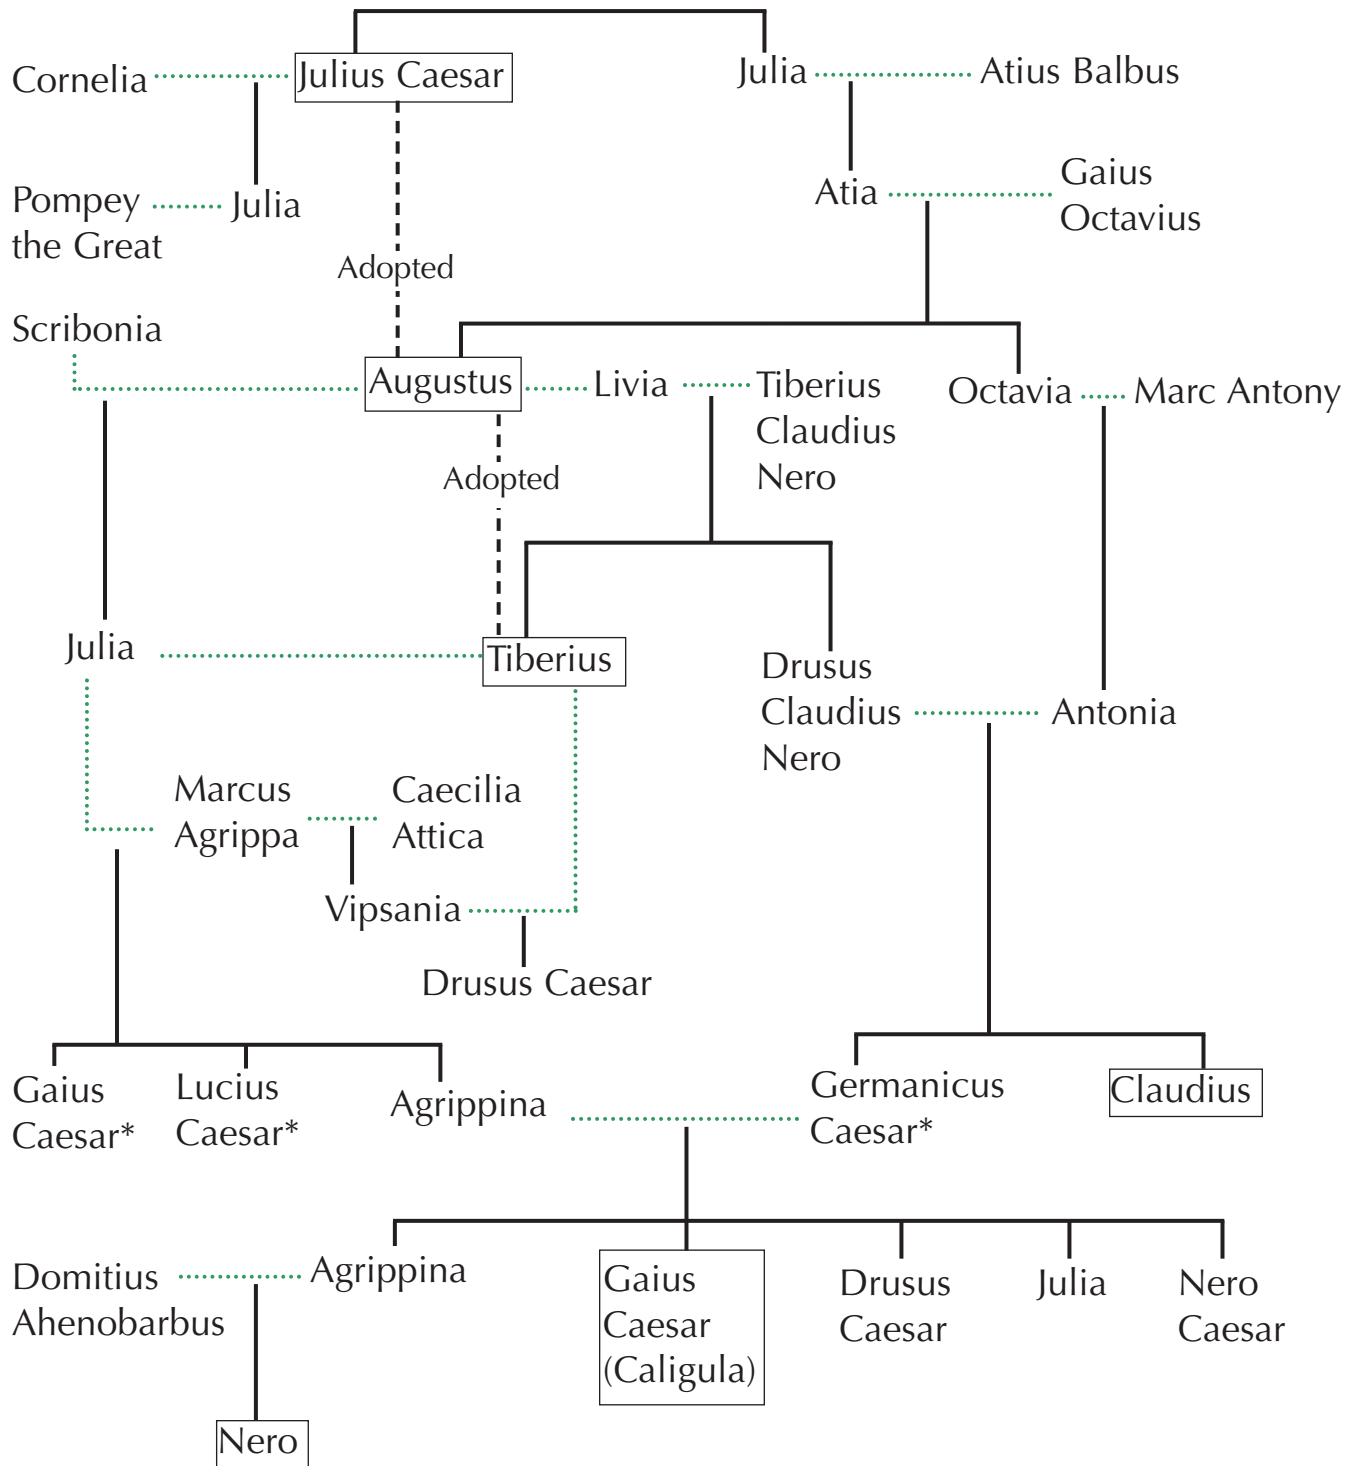 Cornelia
Julius Caesar
Julia
Atius Balbus
Pompey
the Great
Julia
Atia
Gaius
Octavius
Adopted
Scribonia
Augustus
Livia
Tiberius
Claudius
Nero
Octavia
Marc Antony
Adopted
Julia
Tiberius
Drusus
Claudius
Nero
Antonia
Marcus
Agrippa
Caecilia
Attica
Vipsania
Drusus Caesar
Gaius
Caesar*
Lucius
Caesar*
Agrippina
Germanicus
Caesar*
Claudius
Domitius
Ahenobarbus
Agrippina
Gaius
Caesar
(Caligula)
Drusus
Caesar
Julia
Nero
Caesar
Nero